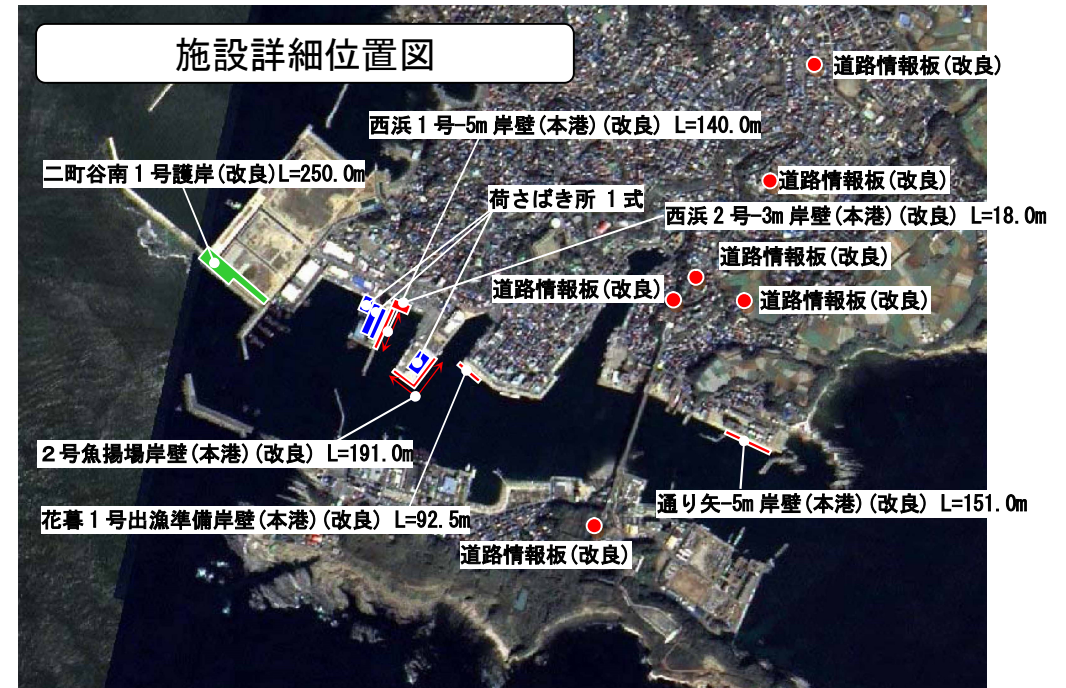 施設詳細位置図
道路情報板(改良)
西浜1号-5m岸壁(本港)(改良) L=140.0m
二町谷南1号護岸(改良)L=250.0m
道路情報板(改良)
荷さばき所 1式
西浜2号-3m岸壁(本港)(改良) L=18.0m
道路情報板(改良)
道路情報板(改良)
道路情報板(改良)
2号魚揚場岸壁(本港)(改良) L=191.0m
通り矢-5m岸壁(本港)(改良) L=151.0m
花暮1号出漁準備岸壁(本港)(改良) L=92.5m
道路情報板(改良)